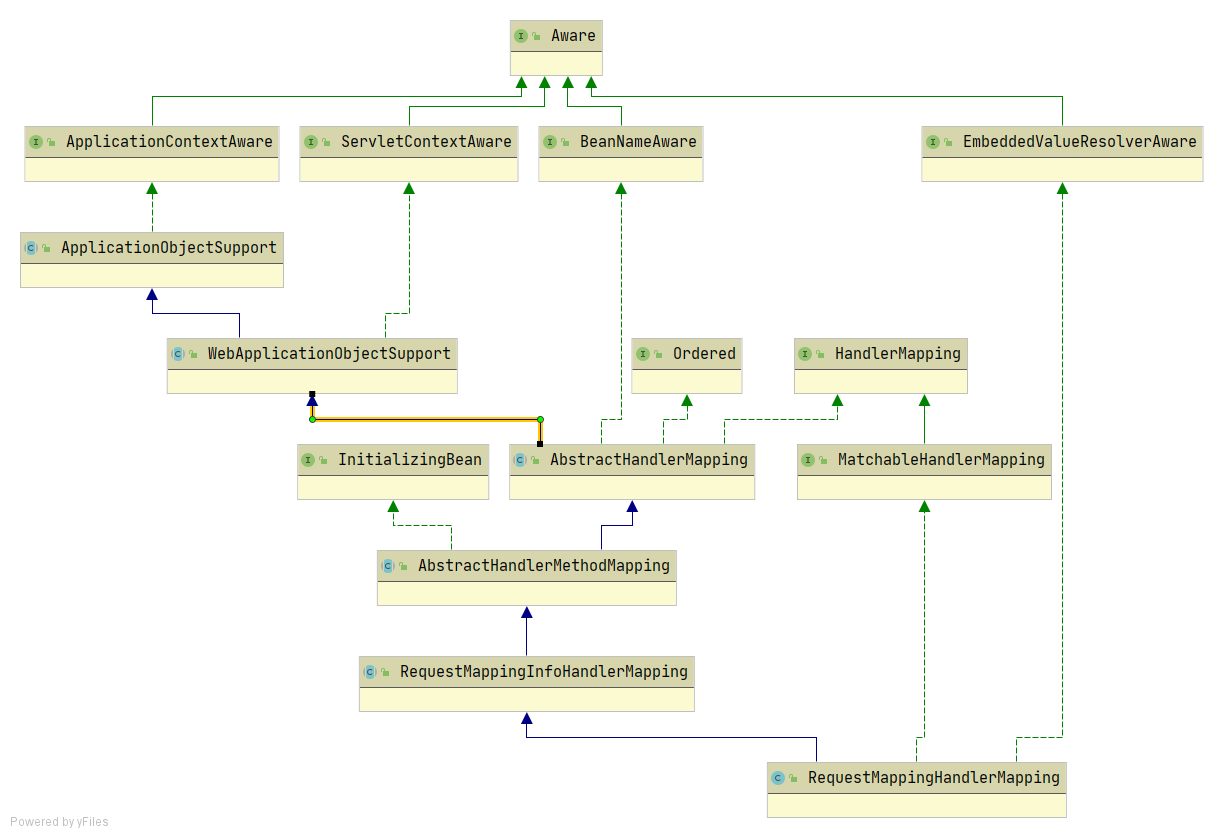 Aware
ApplicationContextAware
ServletContextAware
BeanNameAware
EmbeddedValueResolverAware
ApplicationObjectSupport
WebApplicationObjectSupport
Ordered
HandlerMapping
InitializingBean
AbstractHandlerMapping
MatchableHandlerMapping
AbstractHandlerMethodMapping
RequestMappingInfoHandlerMapping
RequestMappingHandlerMapping
Powered by yFiles